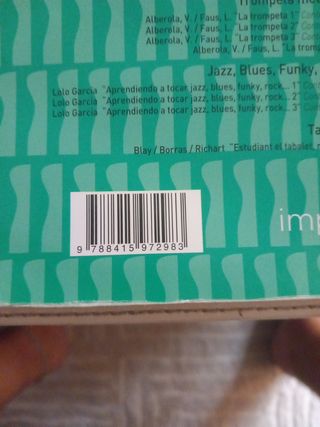 Trompeta
Alberola, V. / Faus, L. "La trompeta 1"
Alberola, V. / Faus, L. "La trompeta 2"
Alberola, V. / Faus, L. "La trompeta 3"
Alberola, V. / Faus, L. "La trompeta
Jazz, Blues, Funky,
Lolo García "Aprendiendo a tocar jazz, blues, funky, rock... 1"
Lolo García "Aprendiendo a tocar jazz, blues, funky, rock... 2"
Lolo García "Aprendiendo a tocar jazz, blues, funky, rock... 3"
Ta
Blay / Borras / Richart "Estudiant el tabalet,
imp
9 788415 972983